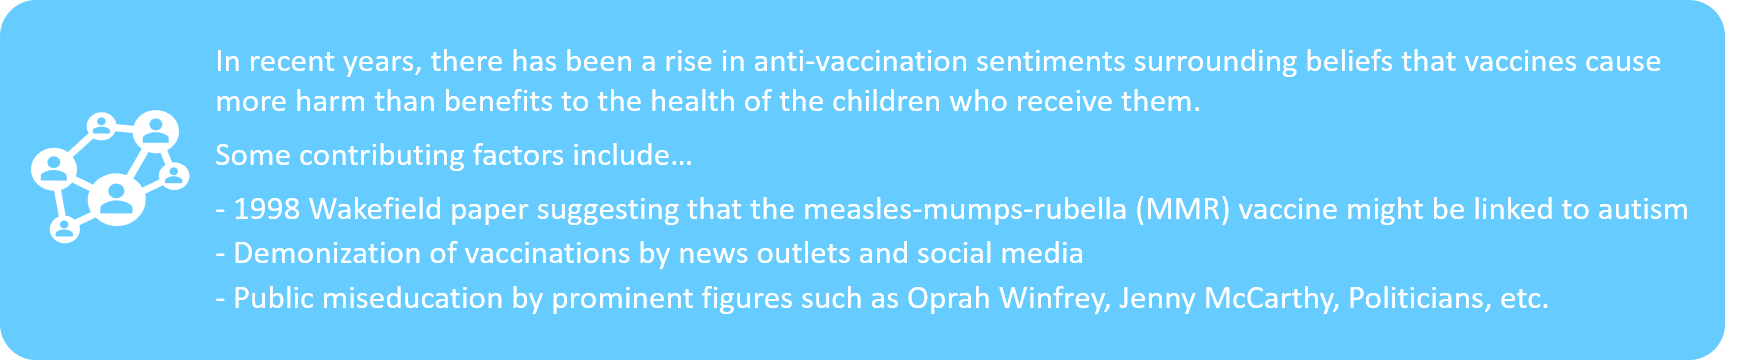 In recent years, there has been a rise in anti-vaccination sentiments surrounding beliefs that vaccines cause
more harm than benefits to the health of the children who receive them.
Some contributing factors include…
- 1998 Wakefield paper suggesting that the measles-mumps-rubella (MMR) vaccine might be linked to autism
- Demonization of vaccinations by news outlets and social media
- Public miseducation by prominent figures such as Oprah Winfrey, Jenny McCarthy, Politicians, etc.